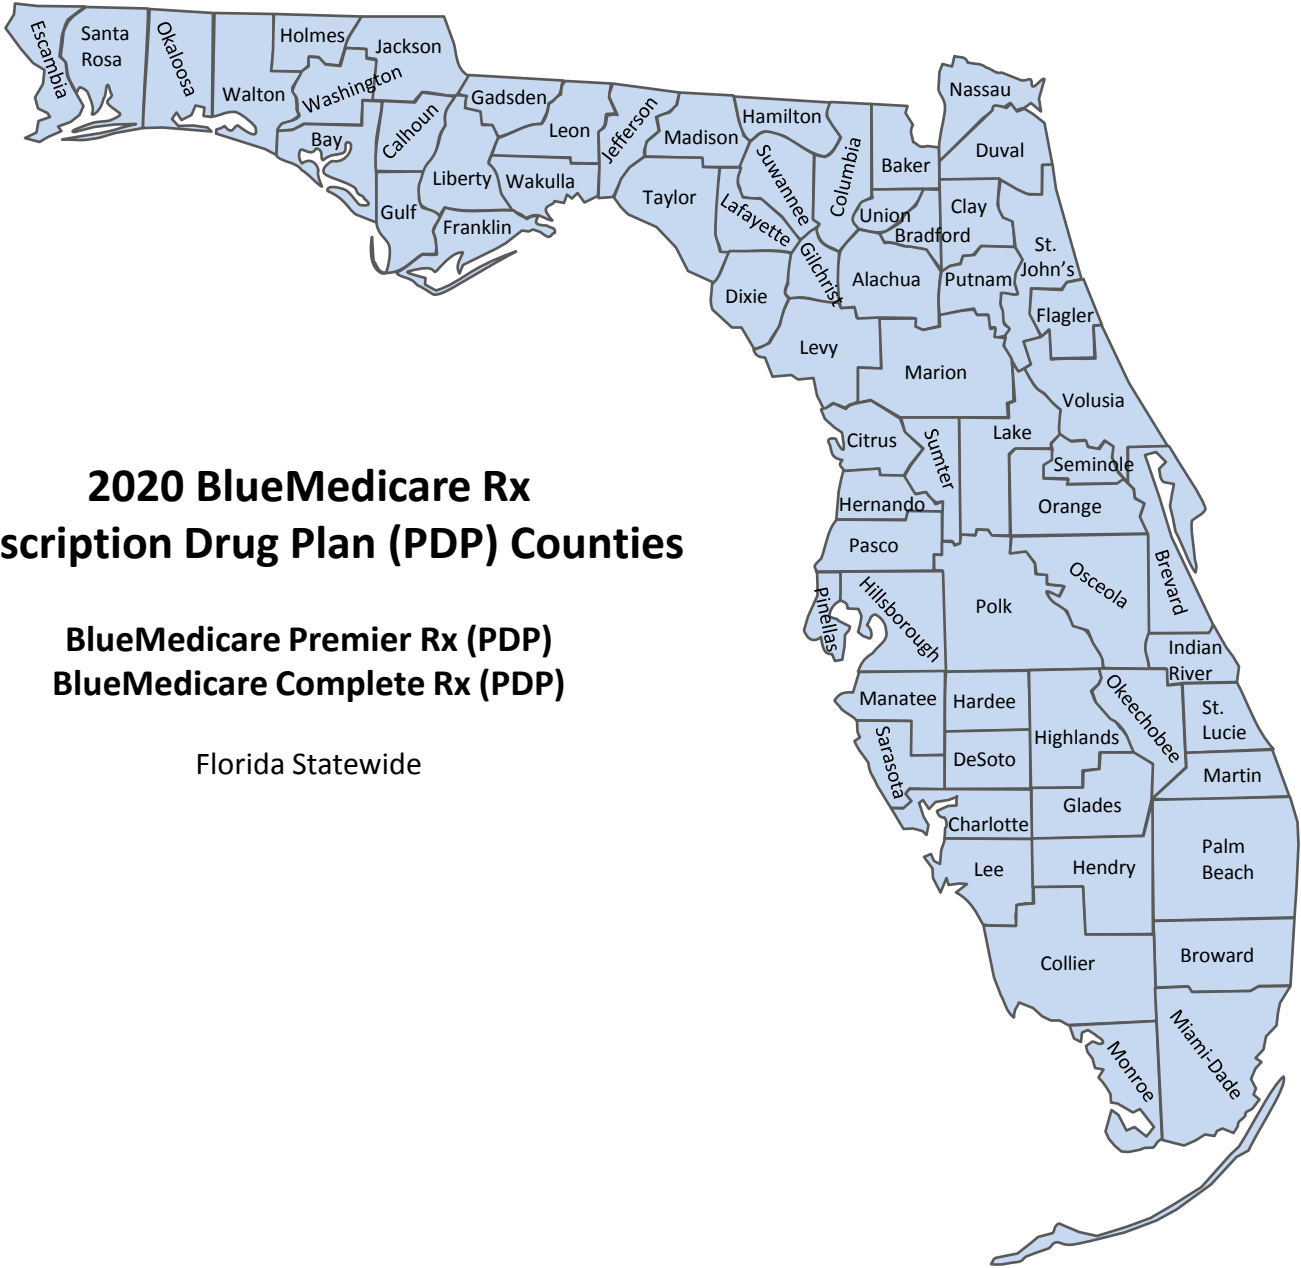 Escambia
Santa
Rosa
Okaloosa
Walton
Holmes
Washington
Jackson
Bay
Calhoun
Gulf
Liberty
Gadsden
Leon
Wakulla
Franklin
Jefferson
Madison
Taylor
Hamilton
Suwannee
Lafayette
Columbia
Baker
Nassau
Duval
Union
Bradford
Clay
St.
John’s
Gilchrist
Dixie
Alachua
Putnam
Flagler
Levy
Marion
Volusia
Citrus
Sumter
Lake
Seminole
Orange
Hernando
Pasco
Pinellas
Hillsborough
Polk
Osceola
Brevard
Indian
River
Manatee
Hardee
Highlands
Okeechobee
St.
Lucie
Sarasota
DeSoto
Martin
Charlotte
Glades
Lee
Hendry
Palm
Beach
Collier
Broward
Monroe
Miami-Dade
2020 BlueMedicare Rx
scription Drug Plan (PDP) Counties
BlueMedicare Premier Rx (PDP)
BlueMedicare Complete Rx (PDP)
Florida Statewide